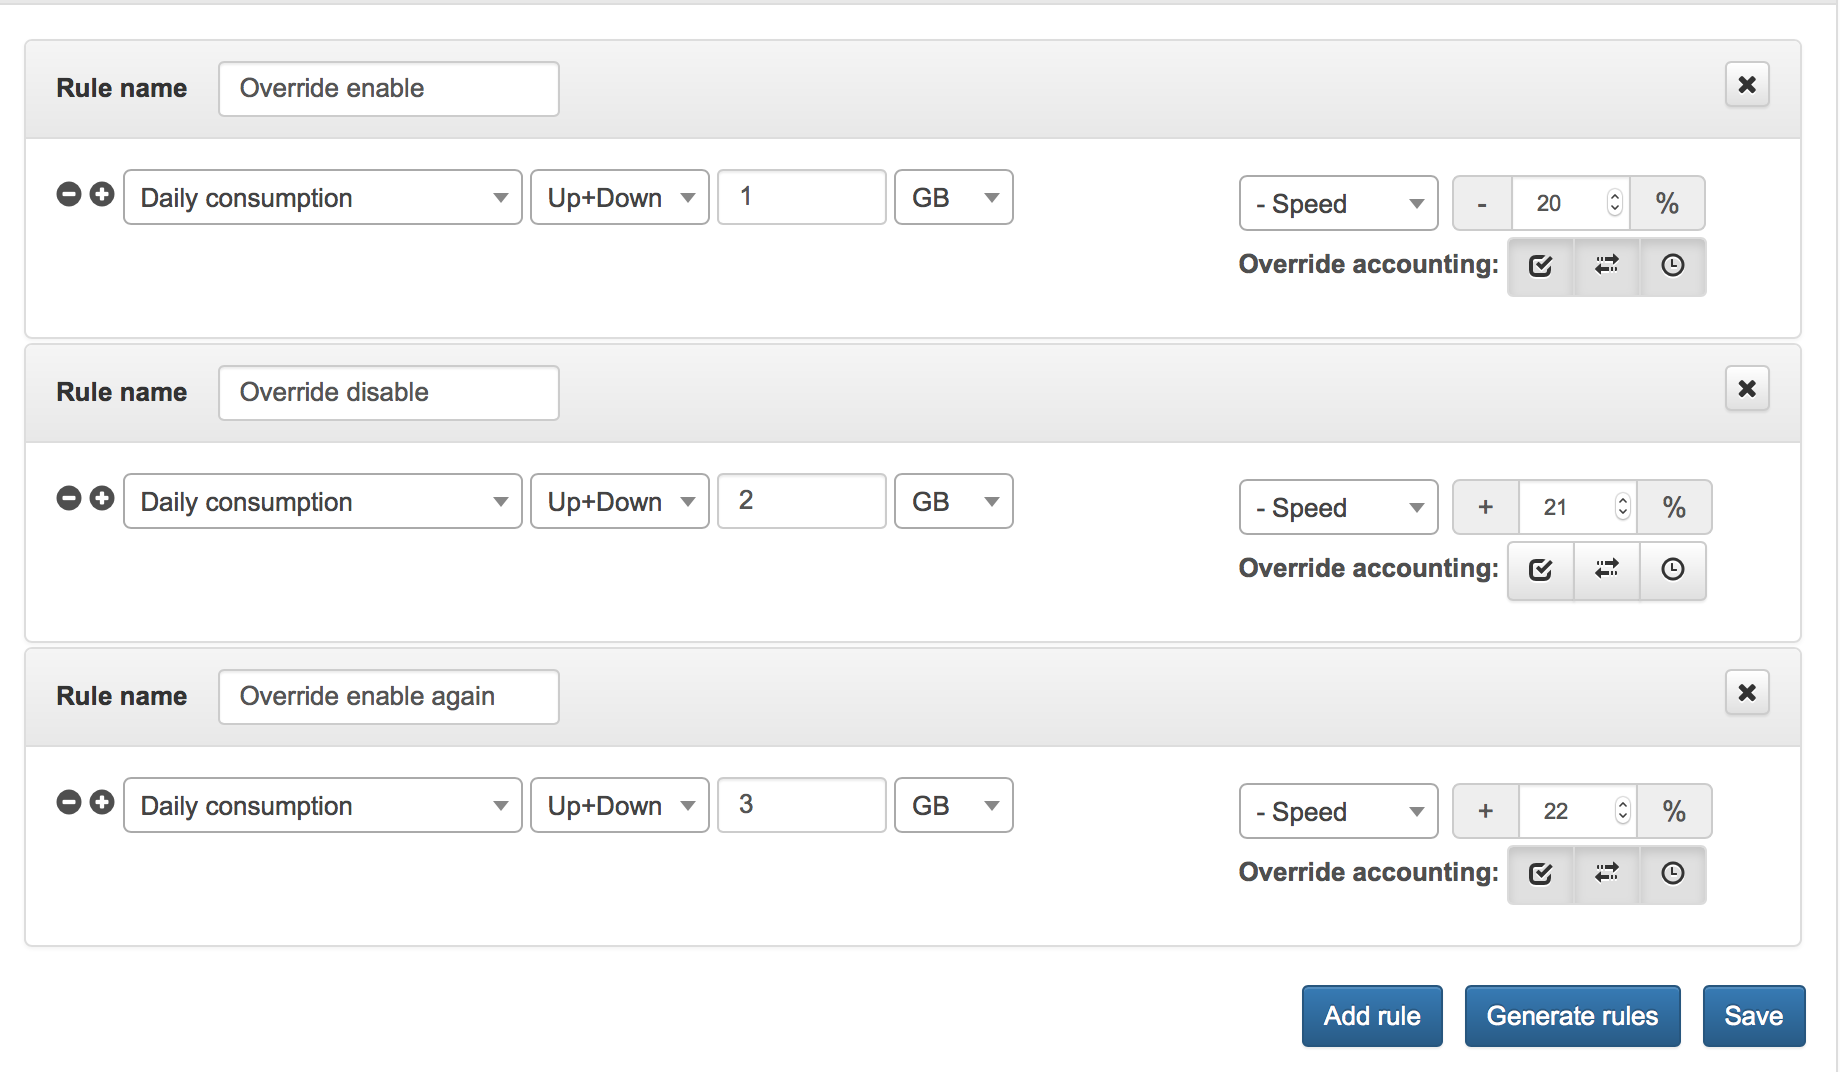 Rule name Override enable
Daily consumption Up+Down 1 GB - Speed - 20 %
Override accounting:
Rule name Override disable
Daily consumption Up+Down 2 GB - Speed + 21 %
Override accounting:
Rule name Override enable again
Daily consumption Up+Down 3 GB - Speed + 22 %
Override accounting:
Add rule Generate rules Save